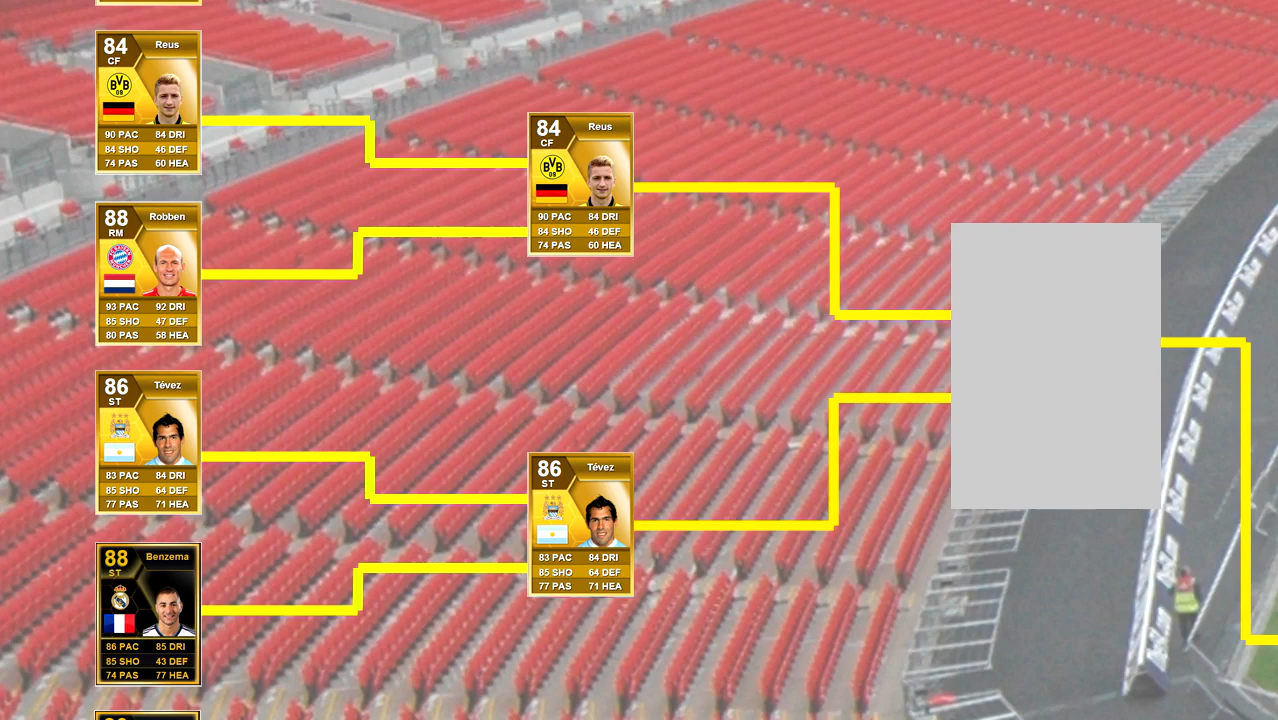 84 Reus
CF
BVB
09
90 PAC 84 DRI
84 SHO 46 DEF
74 PAS 60 HEA
88 Robben
RM
93 PAC 92 DRI
85 SHO 47 DEF
80 PAS 58 HEA
86 Tévez
ST
83 PAC 84 DRI
85 SHO 64 DEF
77 PAS 71 HEA
88 Benzema
ST
86 PAC 85 DRI
85 SHO 43 DEF
74 PAS 77 HEA
84 Reus
CF
BVB
09
90 PAC 84 DRI
84 SHO 46 DEF
74 PAS 60 HEA
86 Tévez
ST
83 PAC 84 DRI
85 SHO 64 DEF
77 PAS 71 HEA